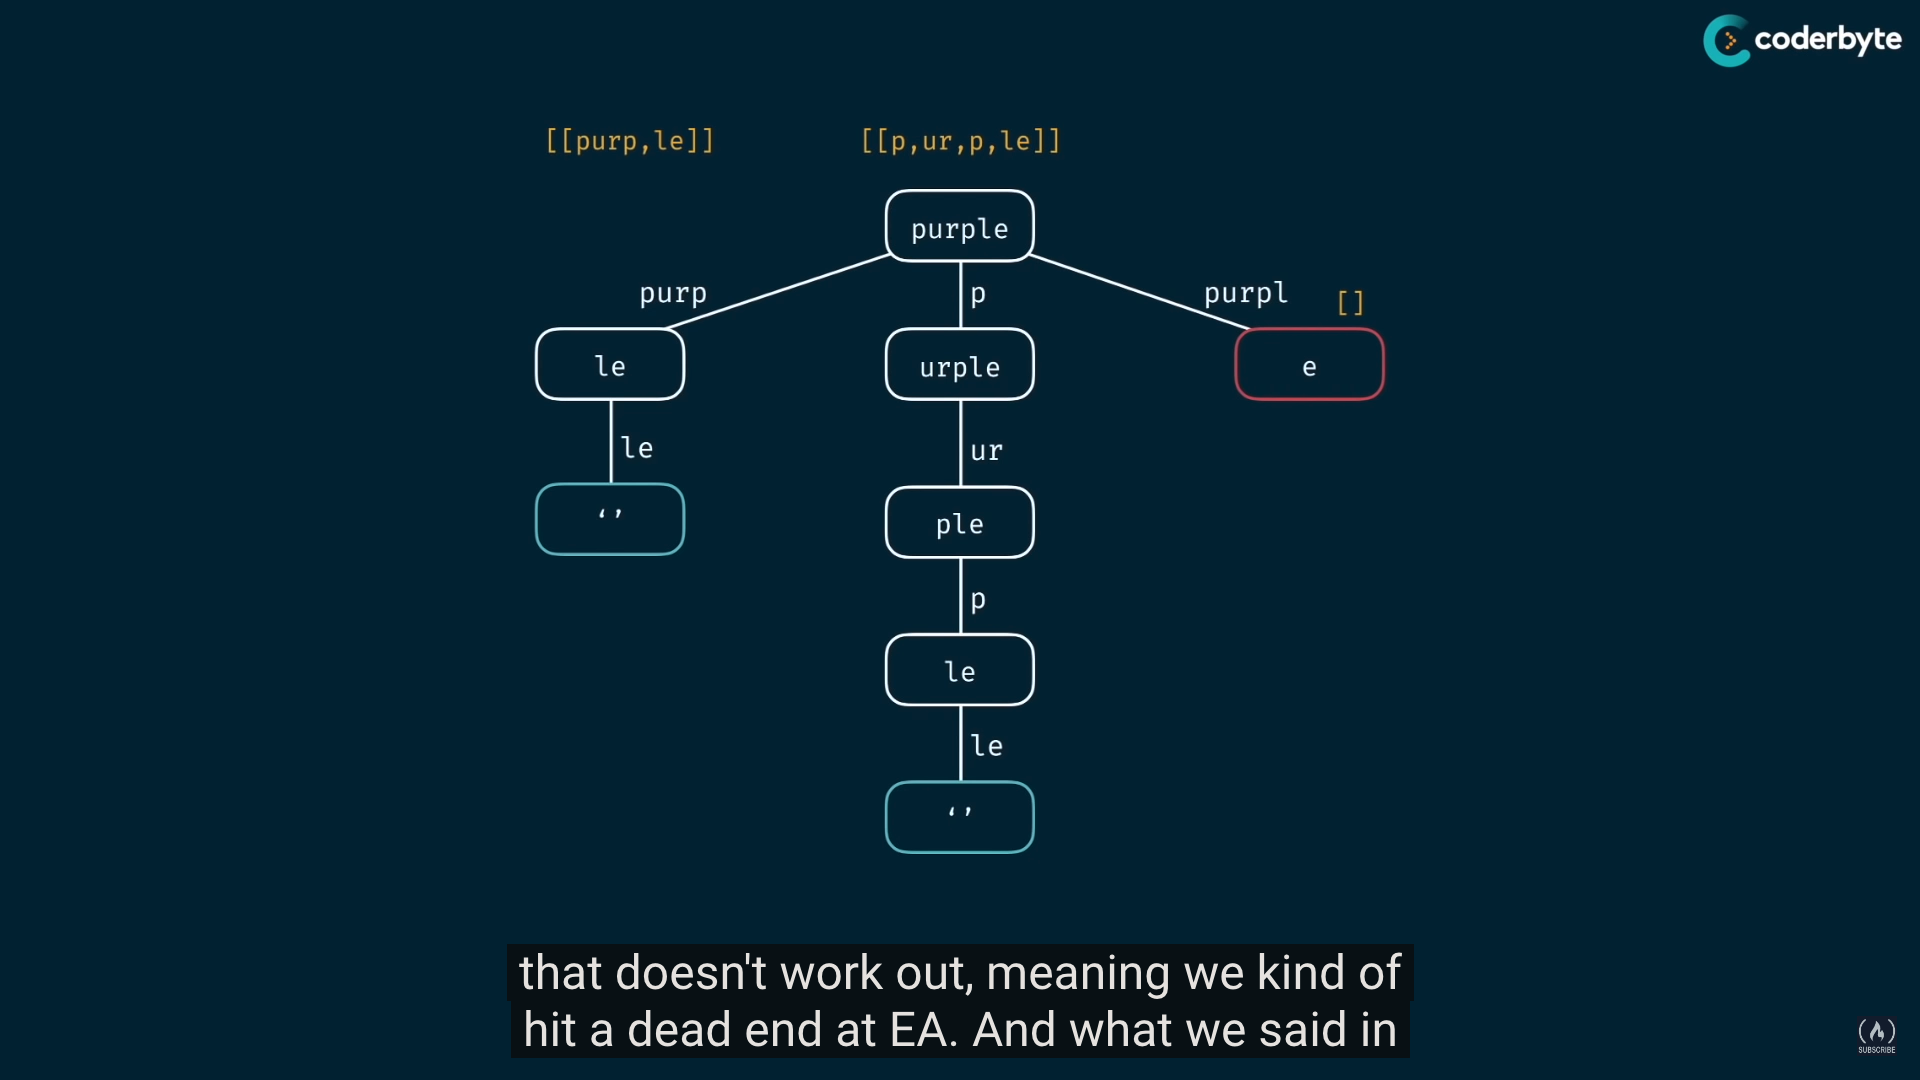 coderbyte
[[purp,le]] [[p,ur,p,le]]
purple
purp p purpl []
le urple e
le ur
‘’ ple
p
le
le
‘’
that doesn't work out, meaning we kind of
hit a dead end at EA. And what we said in
SUBSCRIBE